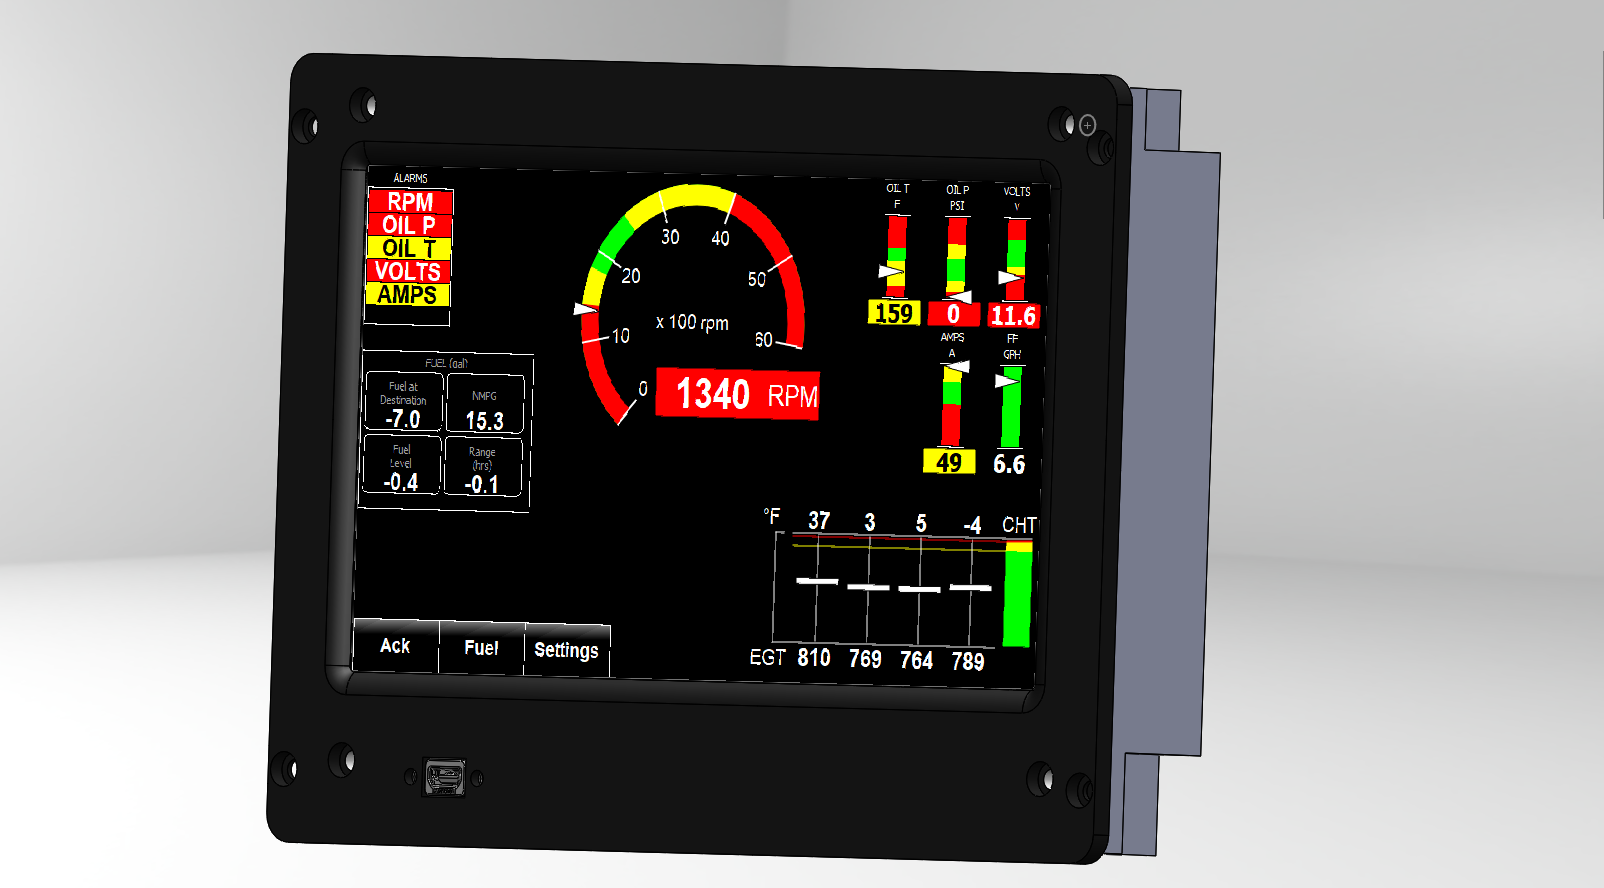 ALARMS
RPM
OIL P
OIL T
VOLTS
AMPS
FUEL (gal)
Fuel at
Destination
-7.0
NMPG
15.3
Fuel
Level
-0.4
Range
(hrs)
-0.1
Ack
Fuel
Settings
0
10
20
30
40
50
60
x 100 rpm
1340 RPM
OIL T
F
159
OIL P
PSI
0
VOLTS
V
11.6
AMPS
A
49
FF
GPH
6.6
°F 37 3 5 -4 CHT
EGT 810 769 764 789